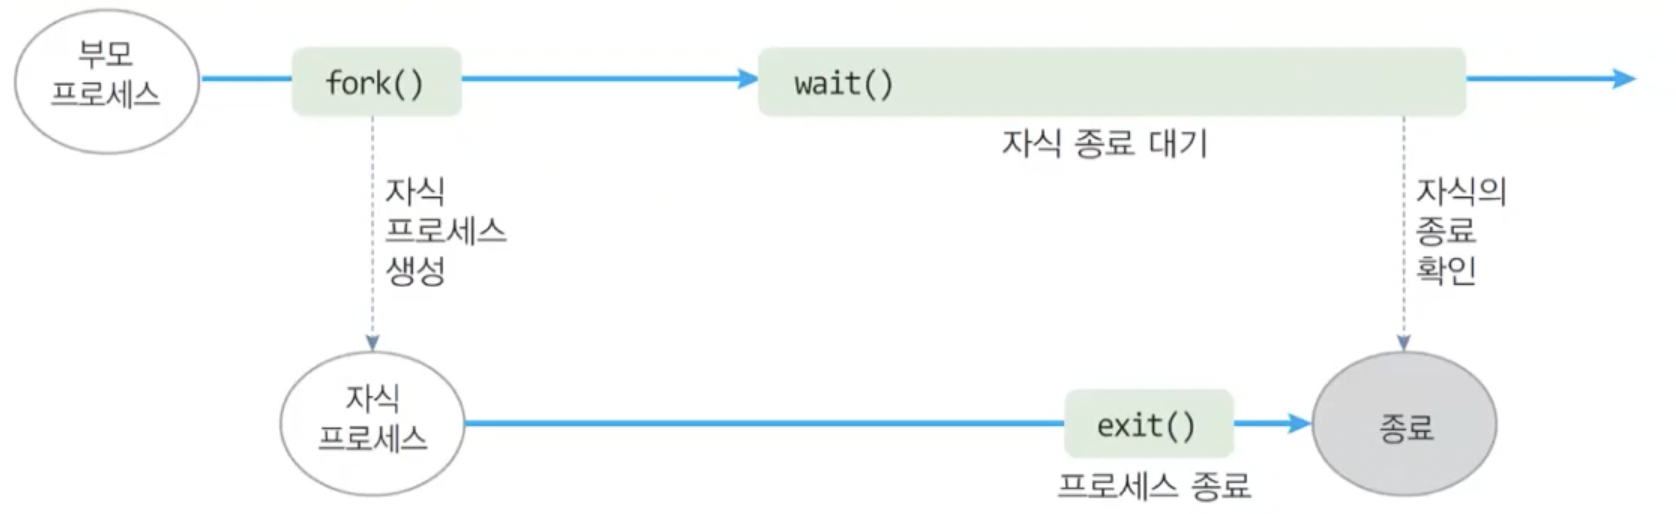 부모
프로세스
fork()
wait()
자식 종료 대기
자식
프로세스
생성
자식의
종료
확인
자식
프로세스
exit()
종료
프로세스 종료